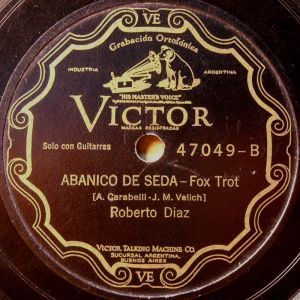 VE
Grabación Ortofónica
INDUSTRIA
ARGENTINA
"HIS MASTER'S VOICE"
VICTOR
MARCAS REGISTRADAS
Solo con Guitarras
47049-B
ABANICO DE SEDA-Fox Trot
[A. Carabelli-J. M. Velich]
Roberto Diaz
VICTOR TALKING MACHINE CO.
SUCURSAL ARGENTINA,
BUENOS AIRES
VE